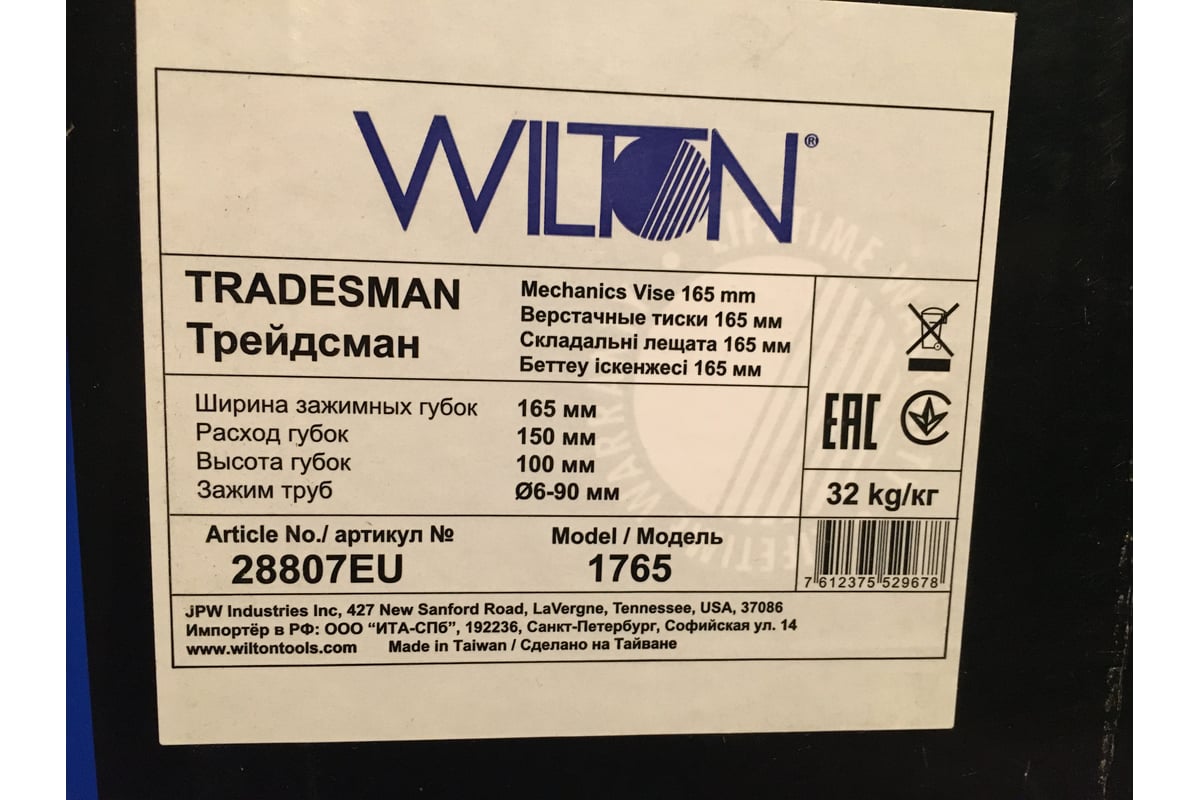 WILTON®
TRADESMAN
Трейдсман
Mechanics Vise 165 mm
Верстачные тиски 165 мм
Складальні лещата 165 мм
Беттеу іскенжесі 165 мм
Ширина зажимных губок 165 мм
Расход губок 150 мм
Высота губок 100 мм
Зажим труб Ø6-90 мм
EAC
32 kg/кг
Article No./ артикул №
28807EU
Model / Модель
1765
7 612375 529678
JPW Industries Inc, 427 New Sanford Road, LaVergne, Tennessee, USA, 37086
Импортёр в РФ: ООО “ИТА-СПб”, 192236, Санкт-Петербург, Софийская ул. 14
www.wiltontools.com Made in Taiwan / Сделано на Тайване
LIFETIME